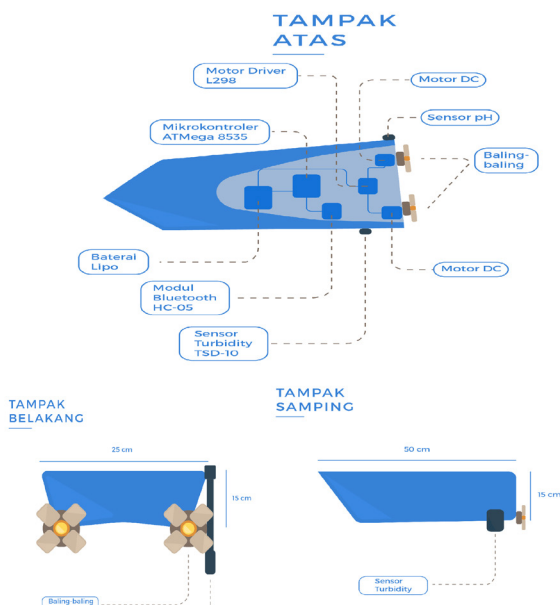 TAMPAK
ATAS
Motor Driver
L298
Motor DC
Sensor pH
Mikrokontroler
ATMega 8535
Baling-
baling
Baterai
Lipo
Modul
Bluetooth
HC-05
Motor DC
Sensor
Turbidity
TSD-10
TAMPAK
BELAKANG
25 cm
15 cm
Baling-baling
TAMPAK
SAMPING
50 cm
15 cm
Sensor
Turbidity